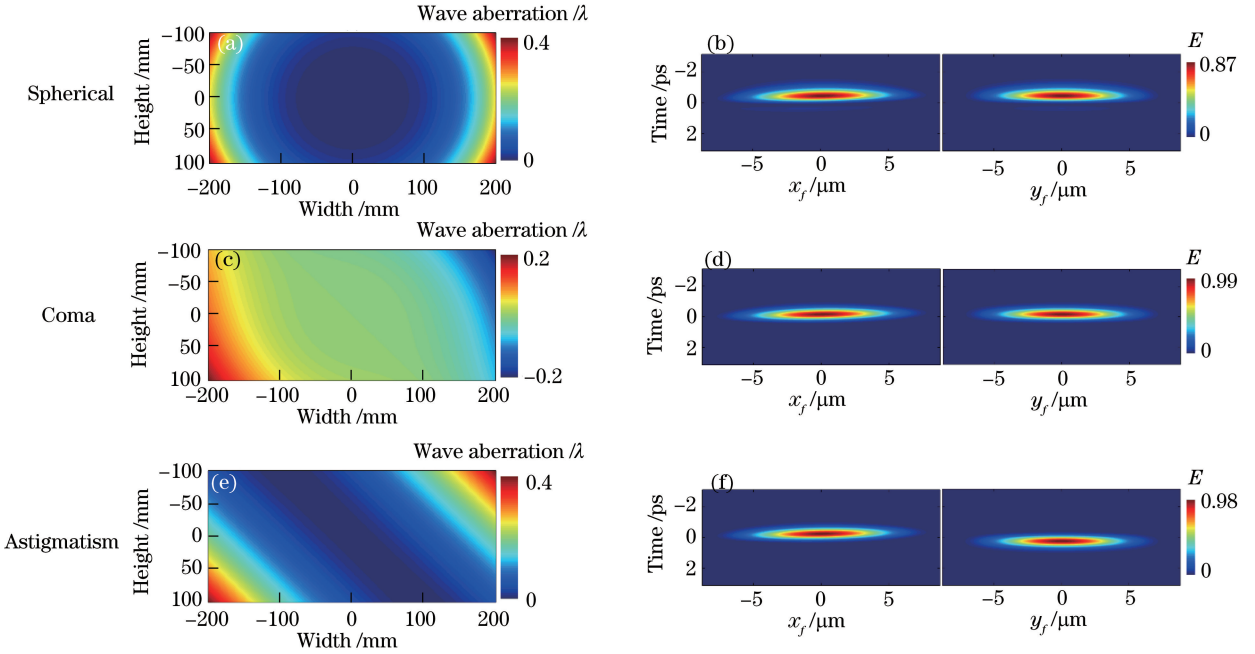 Wave aberration /λ
Spherical
Height /mm
−100
−50
0
50
100
(a)
0.4
0
−200 −100 0 100 200
Width /mm
(b)
Time /ps
−2
0
2
−5 0 5
x_f /μm
−5 0 5
y_f /μm
E
0.87
0
Wave aberration /λ
Coma
Height /mm
−100
−50
0
50
100
(c)
0.2
−0.2
−200 −100 0 100 200
Width /mm
(d)
Time /ps
−2
0
2
−5 0 5
x_f /μm
−5 0 5
y_f /μm
E
0.99
0
Wave aberration /λ
Astigmatism
Height /mm
−100
−50
0
50
100
(e)
0.4
0
−200 −100 0 100 200
Width /mm
(f)
Time /ps
−2
0
2
−5 0 5
x_f /μm
−5 0 5
y_f /μm
E
0.98
0